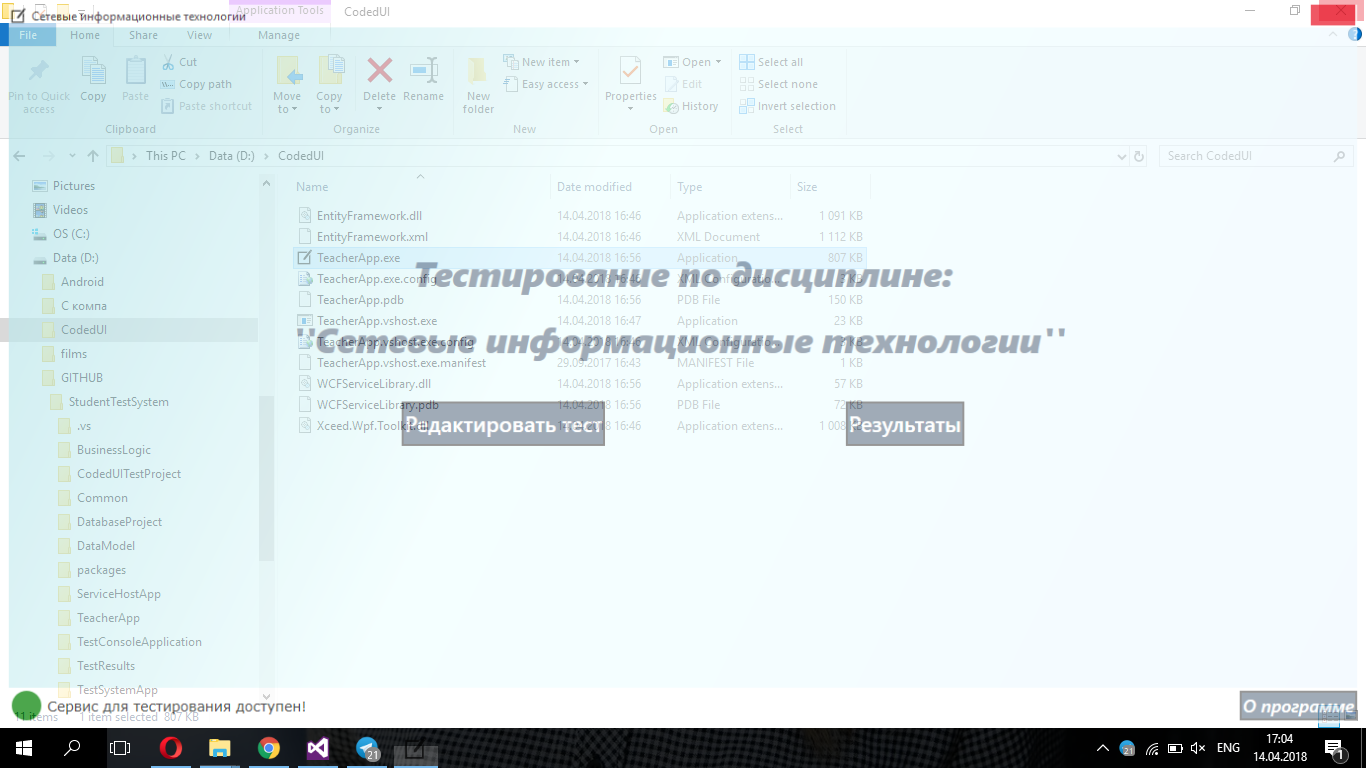 Сетевые информационные технологии
Application Tools
CodedUI
File
Home
Share
View
Manage
Pin to Quick access
Copy
Paste
Cut
Copy path
Paste shortcut
Clipboard
Move to
Copy to
Delete
Rename
Organize
New folder
New item
Easy access
New
Properties
Open
Edit
History
Open
Select all
Select none
Invert selection
Select
This PC > Data (D:) > CodedUI
Search CodedUI
Pictures
Videos
OS (C:)
Data (D:)
Android
С компа
CodedUI
films
GITHUB
StudentTestSystem
.vs
BusinessLogic
CodedUITestProject
Common
DatabaseProject
DataModel
packages
ServiceHostApp
TeacherApp
TestConsoleApplication
TestResults
TestSystemApp
Name Date modified Type Size
EntityFramework.dll 14.04.2018 16:46 Application extens... 1 091 KB
EntityFramework.xml 14.04.2018 16:46 XML Document 1 112 KB
TeacherApp.exe 14.04.2018 16:56 Application 807 KB
TeacherApp.exe.config 14.04.2018 16:46 XML Configuratio... 3 KB
TeacherApp.pdb 14.04.2018 16:56 PDB File 150 KB
TeacherApp.vshost.exe 14.04.2018 16:47 Application 23 KB
TeacherApp.vshost.exe.config 14.04.2018 16:46 XML Configuratio... 3 KB
TeacherApp.vshost.exe.manifest 29.09.2017 16:43 MANIFEST File 1 KB
WCFServiceLibrary.dll 14.04.2018 16:56 Application extens... 57 KB
WCFServiceLibrary.pdb 14.04.2018 16:56 PDB File 72 KB
Xceed.Wpf.Toolkit.dll 14.04.2018 16:46 Application extens... 1 008 KB
Тестирование по дисциплине:
''Сетевые информационные технологии''
Редактировать тест
Результаты
Сервис для тестирования доступен!
О программе
11 items 1 item selected 807 KB
21
21
ENG
17:04
14.04.2018
1